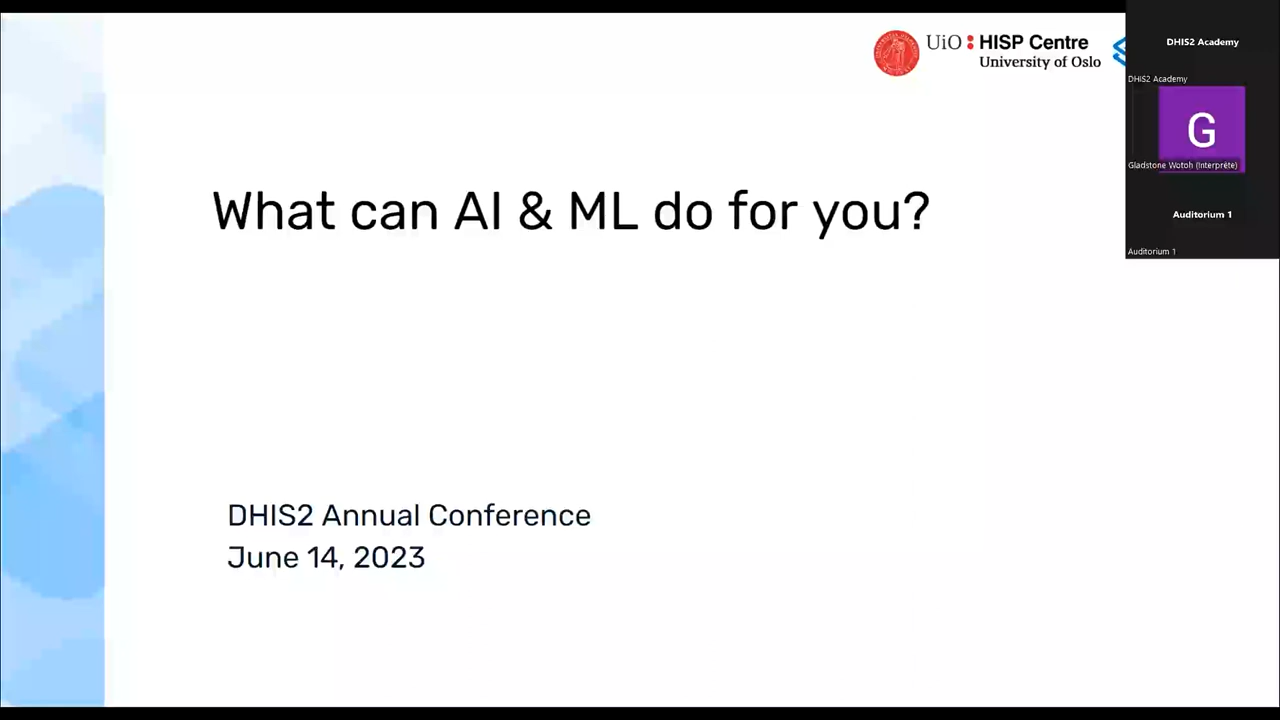 UiO : HISP Centre
University of Oslo
DHIS2 Academy
DHIS2 Academy
G
Gladstone Wotoh (Interprète)
Auditorium 1
Auditorium 1
What can AI & ML do for you?
DHIS2 Annual Conference
June 14, 2023